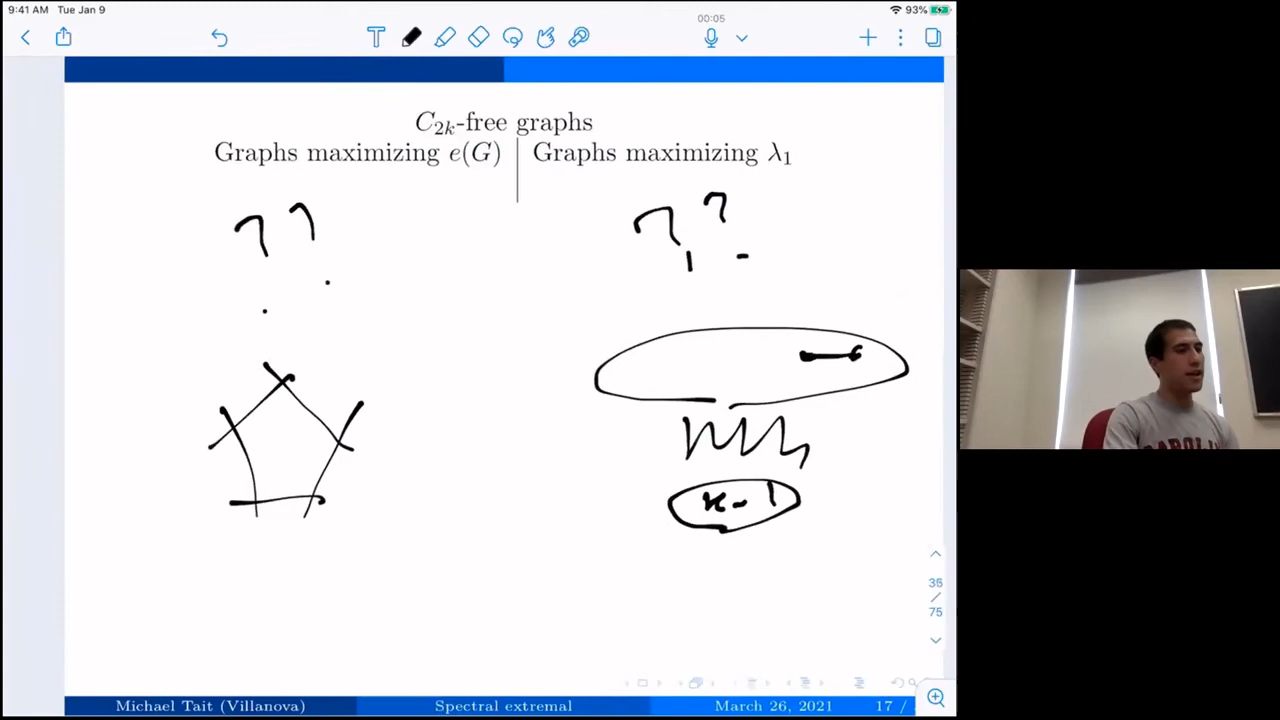 9:41 AM Tue Jan 9
93%
00:05
T
C₂ₖ-free graphs
Graphs maximizing e(G)
Graphs maximizing λ₁
? ?
? ?
k-1
35
/
75
Michael Tait (Villanova)
Spectral extremal
March 26, 2021
17 /